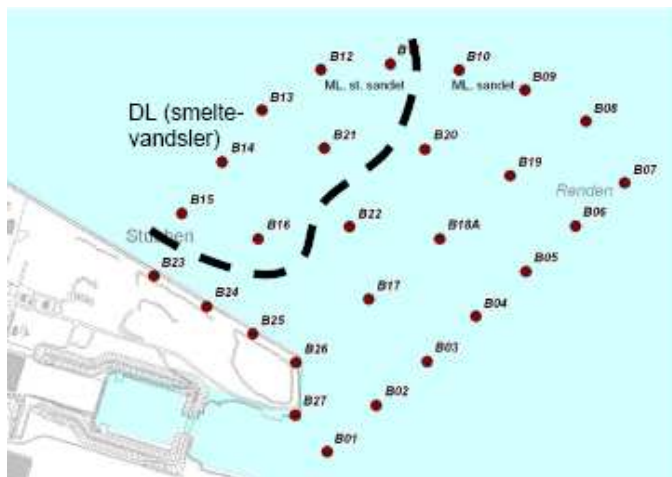 B12
B10
ML. st. sandet
ML. sandet
B09
B13
DL (smelte-
vandsler)
B08
B21
B20
B14
B19
B07
Renden
B15
B16
B22
B18A
B06
Stubben
B23
B05
B24
B17
B04
B25
B26
B03
B27
B02
B01